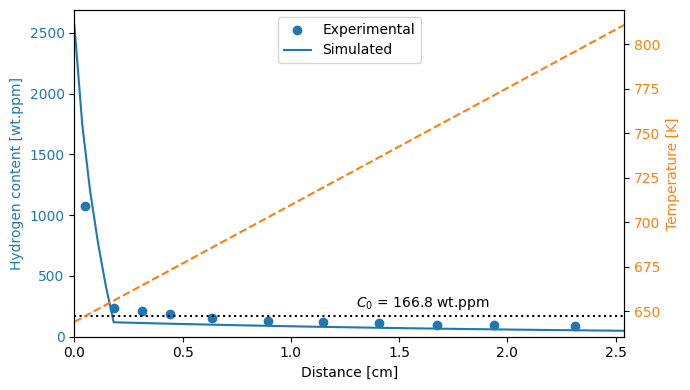 Experimental
Simulated
Hydrogen content [wt.ppm]
2500
2000
1500
1000
500
0
800
775
750
725
700
675
650
Temperature [K]
C₀ = 166.8 wt.ppm
0.0 0.5 1.0 1.5 2.0 2.5
Distance [cm]